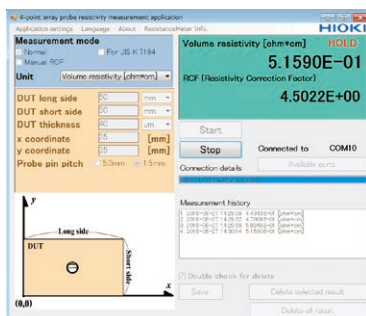 4-point array probe resistivity measurement application
Application settings Language About ResistanceMeter Info.
HIOKI
Measurement mode
Normal For JIS K 7194
Manual RCF
Unit Volume resistivity [ohm*cm]
DUT long side 50 mm
DUT short side 50 mm
DUT thickness 90 um
x coordinate 25 [mm]
y coordinate 25 [mm]
Probe pin pitch 5.0mm 1.5mm
Volume resistivity [ohm*cm] HOLD
5.1590E-01
RCF (Resistivity Correction Factor)
4.5022E+00
Start
Stop Connected to COM10
Connection details Available ports
Measurement history
Double check for delete
Save Delete selected result
Delete all result
y
Long side
DUT
Short side
x
(0,0)